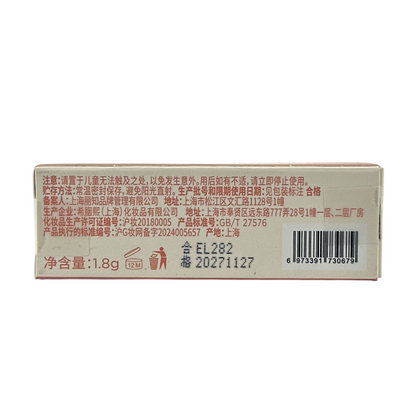 注意:请置于儿童无法触及之处,以免发生意外。用后如有不适,请立即停止使用。
贮存方法:常温密封保存,避免阳光直射。生产批号和限期使用日期:见包装标注 合格
备案人:上海丽知品牌管理有限公司 地址:上海市松江区文汇路1128号1幢
生产企业:希图熙(上海)化妆品有限公司 地址:上海市奉贤区远东路777弄28号1幢一层、二层厂房
化妆品生产许可证编号:沪妆20180005 产品标准号:GB/T 27576
产品执行的标准编号:沪G妆网备字2024005657 产地:上海
净含量:1.8g
12M
合 EL282
格 20271127
6 973391 730679